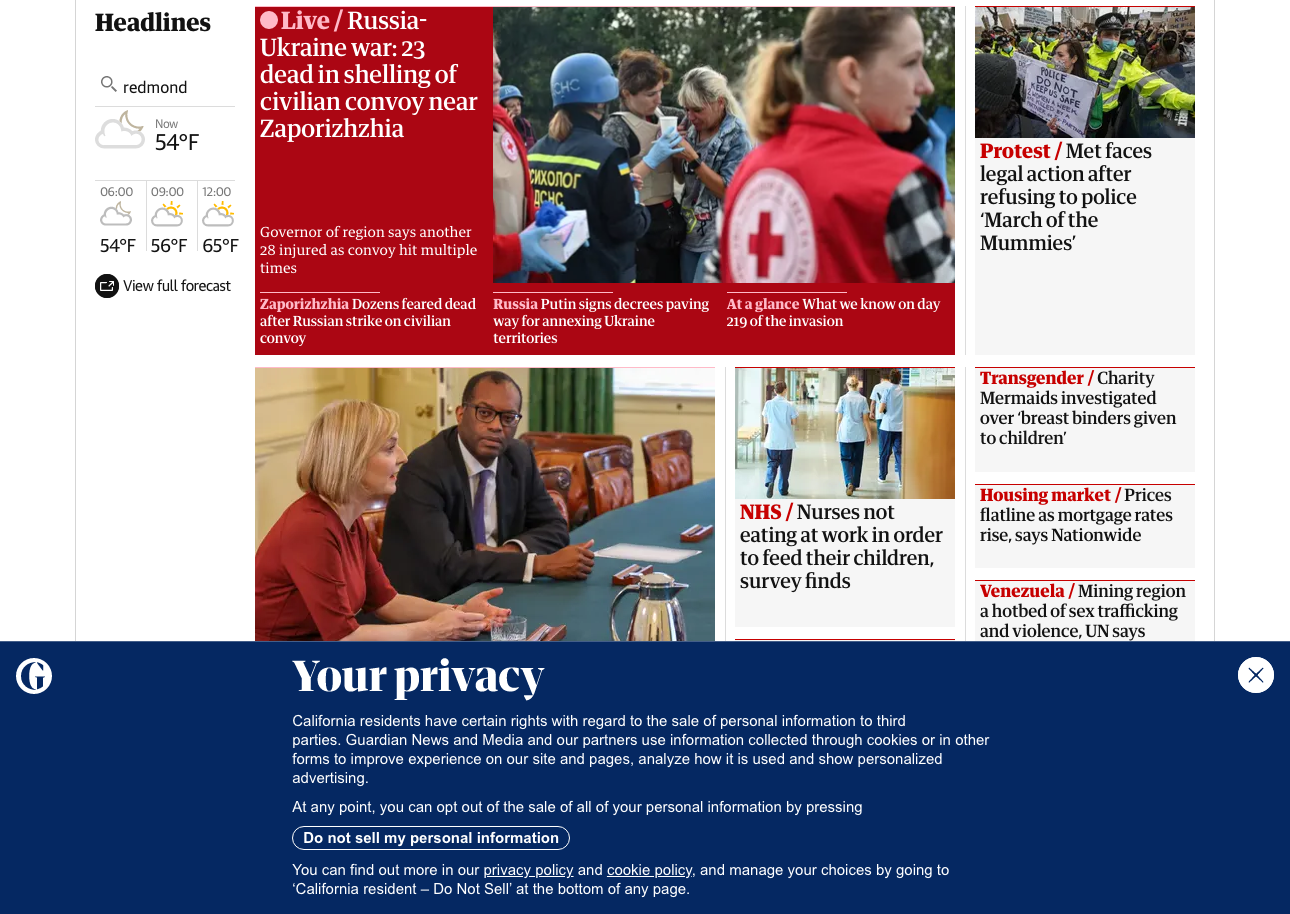 Headlines
redmond
Now
54°F
06:00
09:00
12:00
54°F
56°F
65°F
View full forecast
Live / Russia-
Ukraine war: 23
dead in shelling of
civilian convoy near
Zaporizhzhia
Governor of region says another
28 injured as convoy hit multiple
times
Zaporizhzhia Dozens feared dead
after Russian strike on civilian
convoy
Russia Putin signs decrees paving
way for annexing Ukraine
territories
At a glance What we know on day
219 of the invasion
ПСИХОЛОГ
ДСНС
POLICE
DO NOT
KEEP US SAFE
Protest / Met faces
legal action after
refusing to police
‘March of the
Mummies’
NHS / Nurses not
eating at work in order
to feed their children,
survey finds
Transgender / Charity
Mermaids investigated
over ‘breast binders given
to children’
Housing market / Prices
flatline as mortgage rates
rise, says Nationwide
Venezuela / Mining region
a hotbed of sex trafficking
and violence, UN says
Your privacy
California residents have certain rights with regard to the sale of personal information to third
parties. Guardian News and Media and our partners use information collected through cookies or in other
forms to improve experience on our site and pages, analyze how it is used and show personalized
advertising.
At any point, you can opt out of the sale of all of your personal information by pressing
Do not sell my personal information
You can find out more in our privacy policy and cookie policy, and manage your choices by going to
‘California resident – Do Not Sell’ at the bottom of any page.